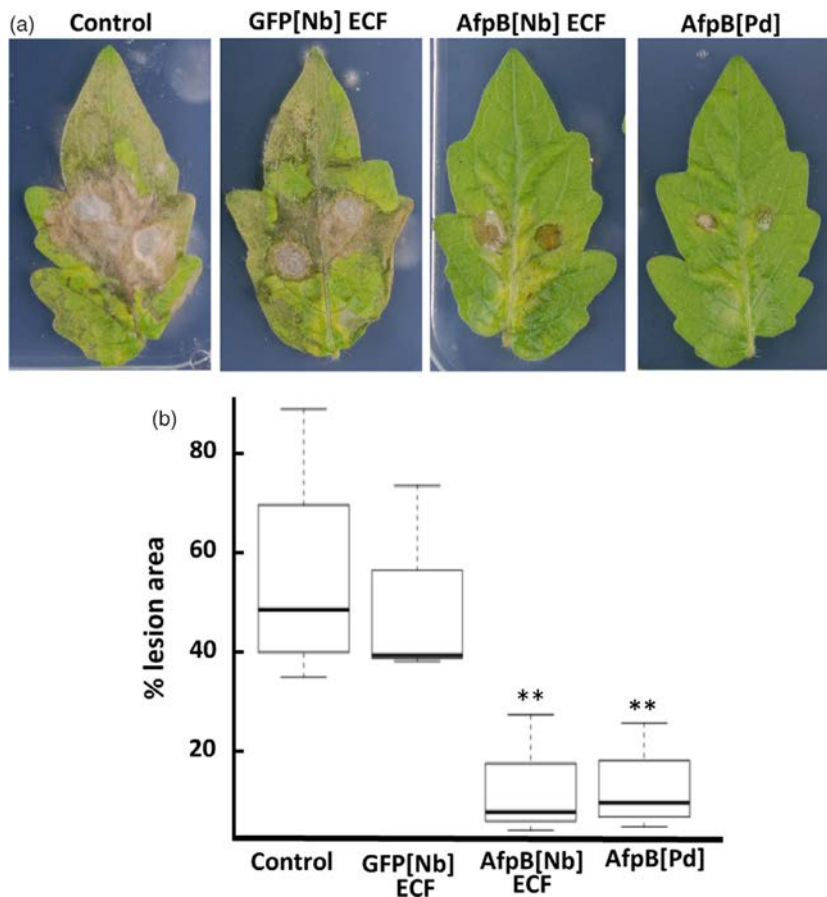 (a) Control GFP[Nb] ECF AfpB[Nb] ECF AfpB[Pd]
(b)
% lesion area
80
60
40
20
** **
Control GFP[Nb] AfpB[Nb] AfpB[Pd]
ECF ECF